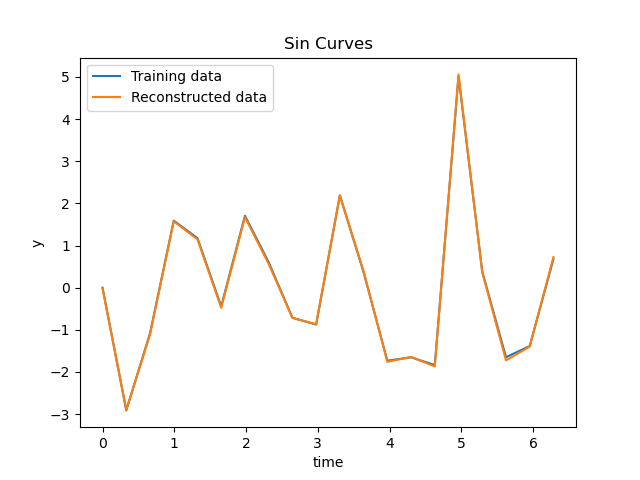 Sin Curves
Training data
Reconstructed data
5
4
3
2
1
0
−1
−2
−3
y
0 1 2 3 4 5 6
time